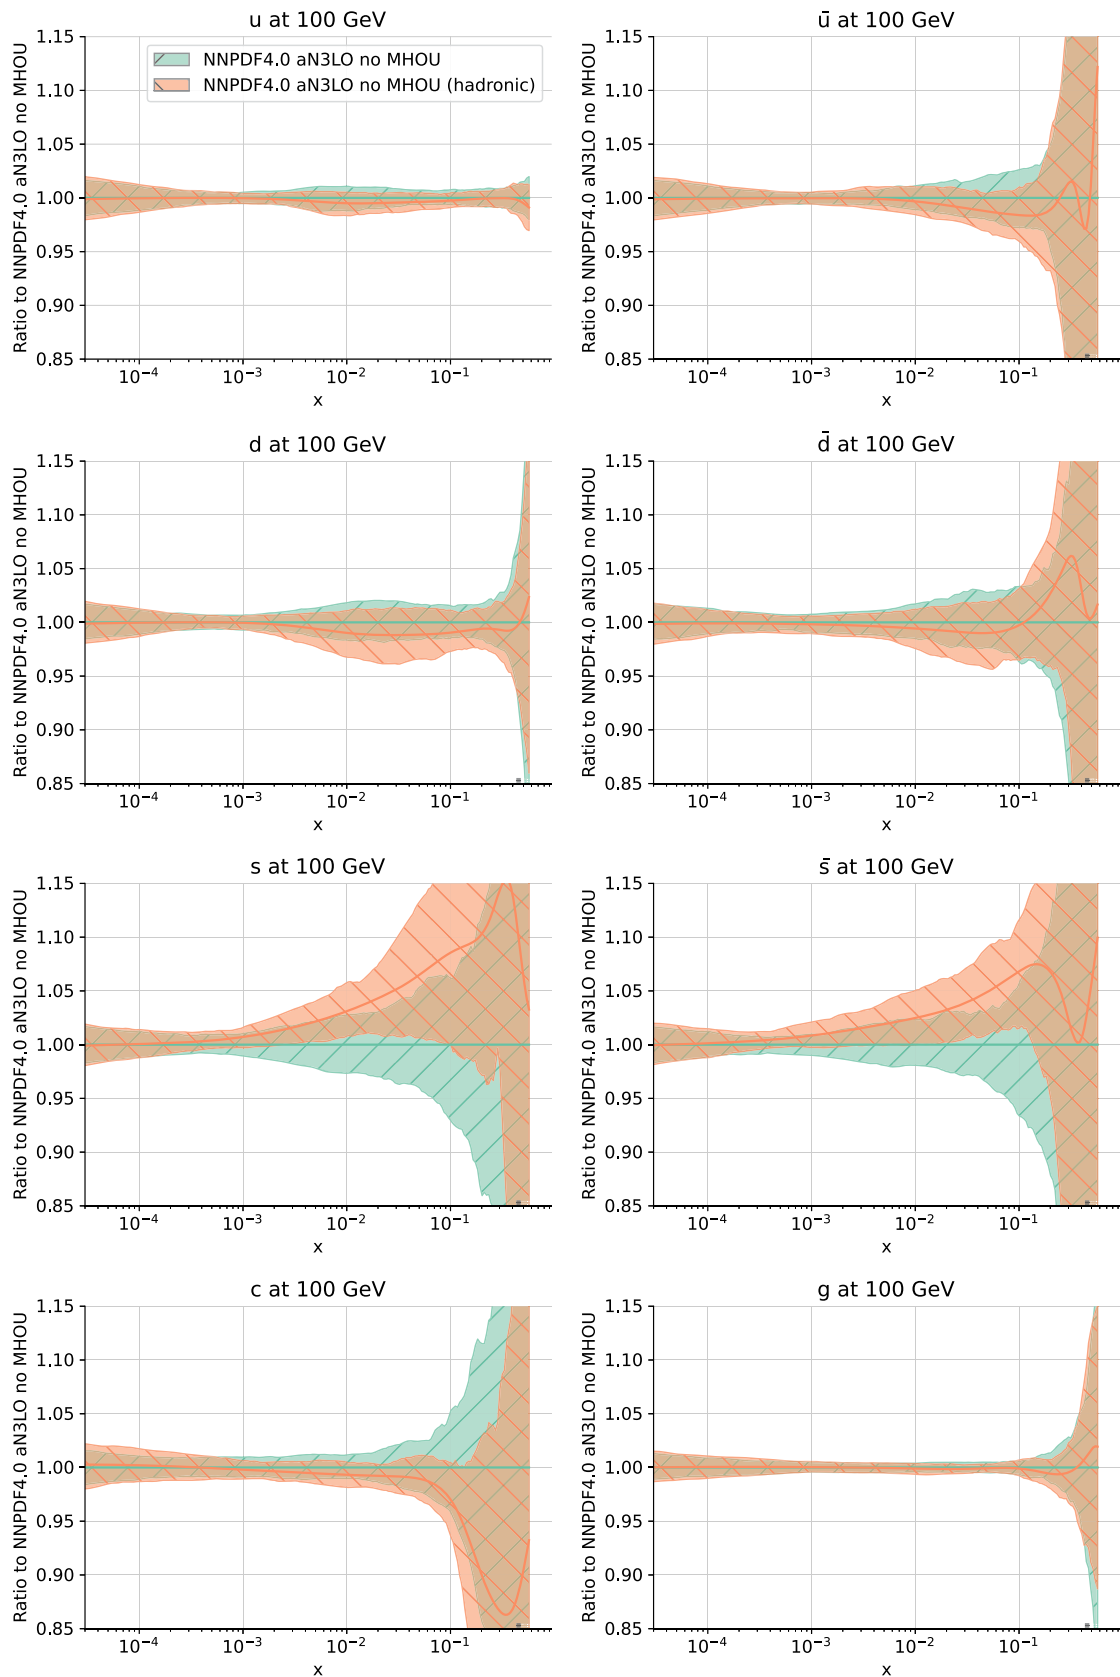 u at 100 GeV
Ratio to NNPDF4.0 aN3LO no MHOU
1.15
1.10
1.05
1.00
0.95
0.90
0.85
NNPDF4.0 aN3LO no MHOU
NNPDF4.0 aN3LO no MHOU (hadronic)
10⁻⁴ 10⁻³ 10⁻² 10⁻¹
x
ū at 100 GeV
Ratio to NNPDF4.0 aN3LO no MHOU
1.15
1.10
1.05
1.00
0.95
0.90
0.85
10⁻⁴ 10⁻³ 10⁻² 10⁻¹
x
d at 100 GeV
Ratio to NNPDF4.0 aN3LO no MHOU
1.15
1.10
1.05
1.00
0.95
0.90
0.85
10⁻⁴ 10⁻³ 10⁻² 10⁻¹
x
d̄ at 100 GeV
Ratio to NNPDF4.0 aN3LO no MHOU
1.15
1.10
1.05
1.00
0.95
0.90
0.85
10⁻⁴ 10⁻³ 10⁻² 10⁻¹
x
s at 100 GeV
Ratio to NNPDF4.0 aN3LO no MHOU
1.15
1.10
1.05
1.00
0.95
0.90
0.85
10⁻⁴ 10⁻³ 10⁻² 10⁻¹
x
s̄ at 100 GeV
Ratio to NNPDF4.0 aN3LO no MHOU
1.15
1.10
1.05
1.00
0.95
0.90
0.85
10⁻⁴ 10⁻³ 10⁻² 10⁻¹
x
c at 100 GeV
Ratio to NNPDF4.0 aN3LO no MHOU
1.15
1.10
1.05
1.00
0.95
0.90
0.85
10⁻⁴ 10⁻³ 10⁻² 10⁻¹
x
g at 100 GeV
Ratio to NNPDF4.0 aN3LO no MHOU
1.15
1.10
1.05
1.00
0.95
0.90
0.85
10⁻⁴ 10⁻³ 10⁻² 10⁻¹
x